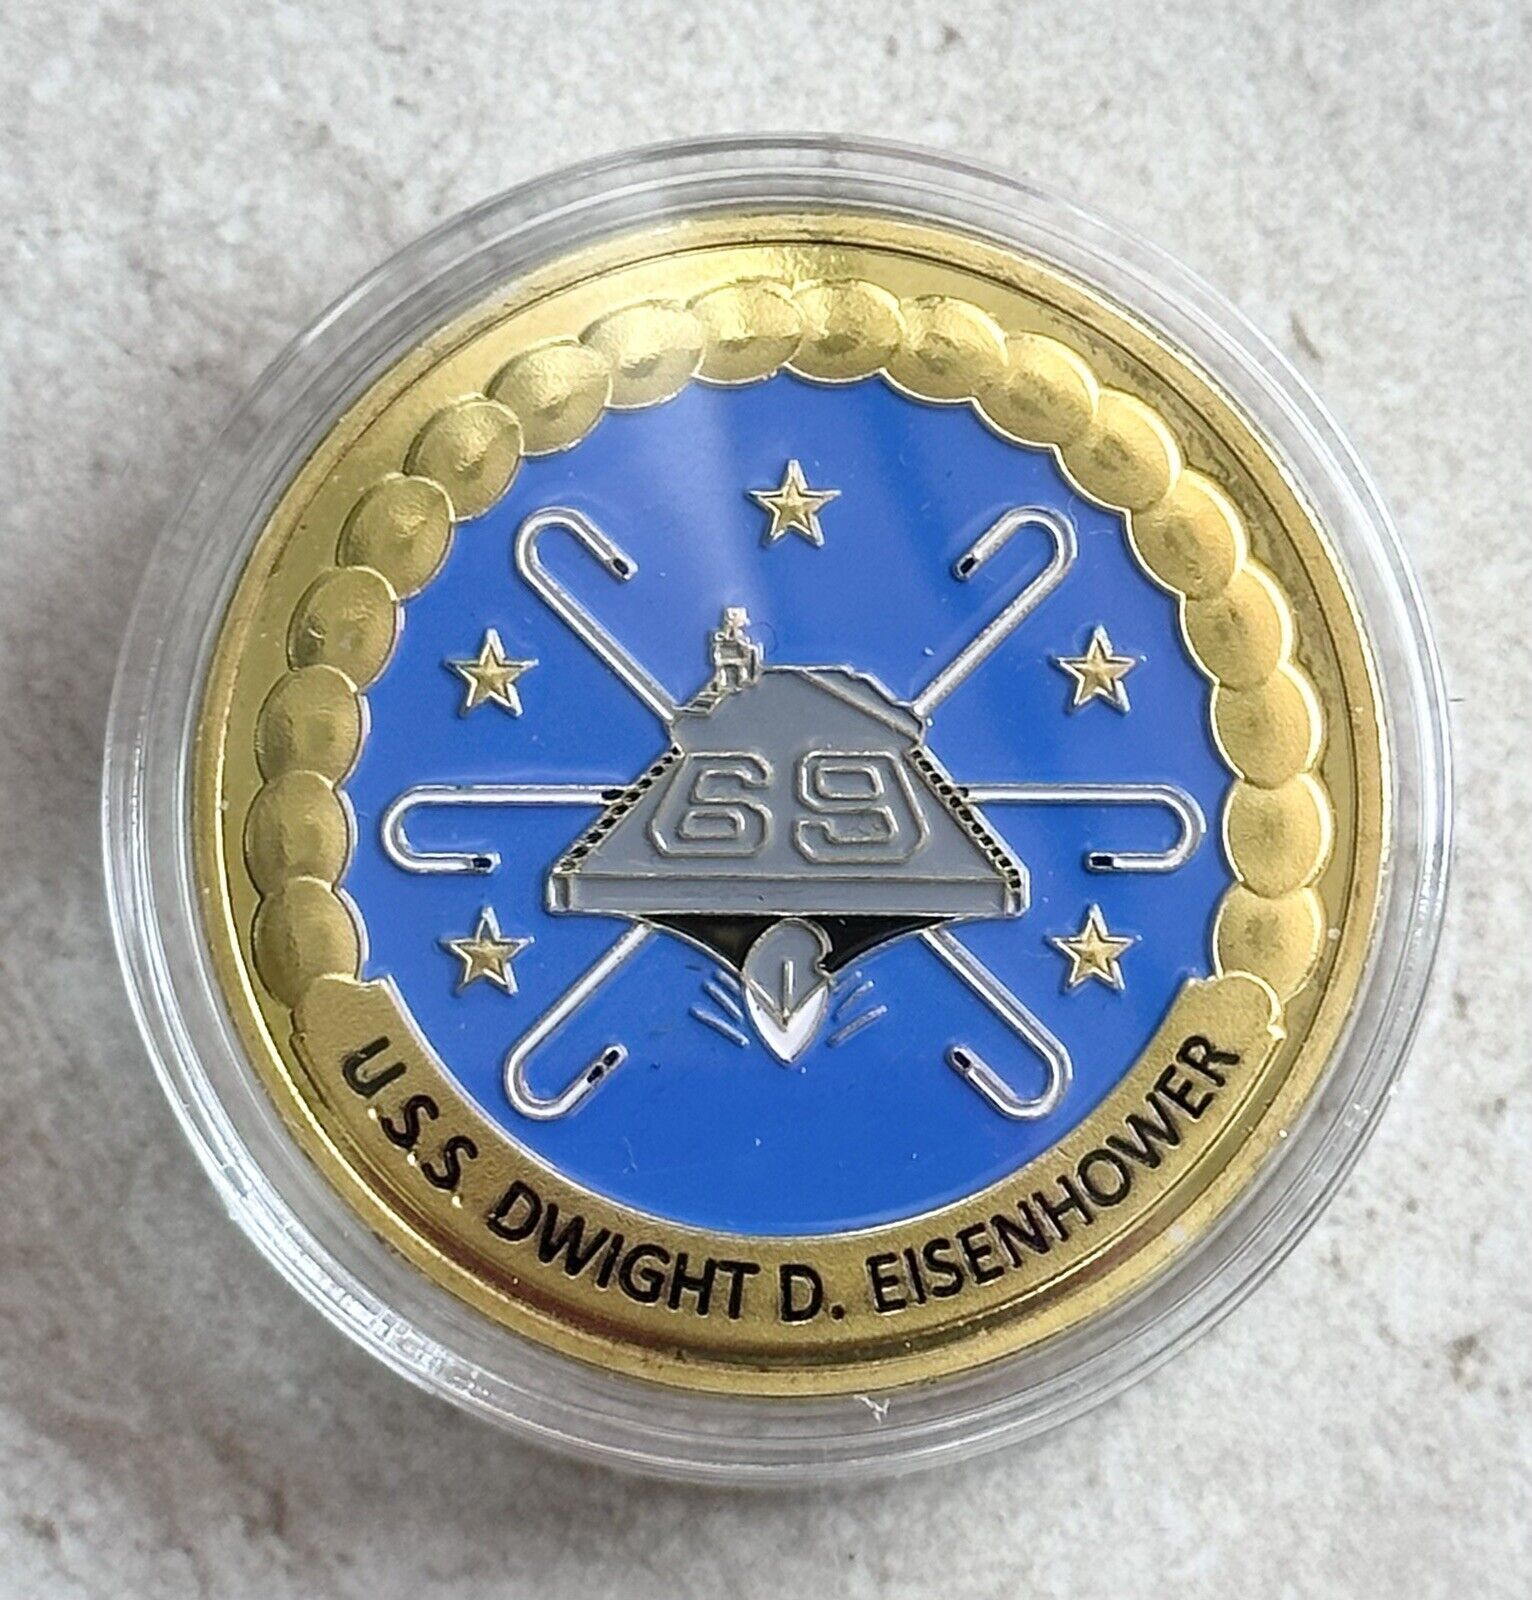 69
U.S.S. DWIGHT D. EISENHOWER